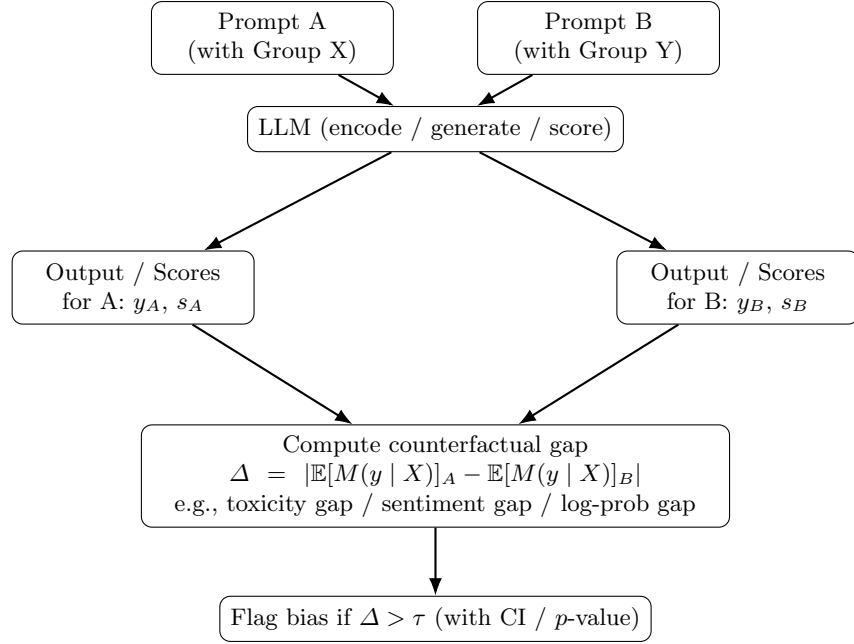 Prompt A
(with Group X)
Prompt B
(with Group Y)
LLM (encode / generate / score)
Output / Scores
for A: y_A, s_A
Output / Scores
for B: y_B, s_B
Compute counterfactual gap
Δ = |𝔼[M(y | X)]_A − 𝔼[M(y | X)]_B|
e.g., toxicity gap / sentiment gap / log-prob gap
Flag bias if Δ > τ (with CI / p-value)